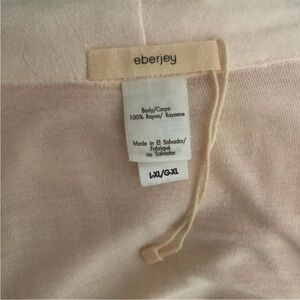 eberjey
Body/Corps:
100% Rayon/ Rayonne
Made in El Salvador/
Fabriqué
au Salvador
L-XL/G-XL